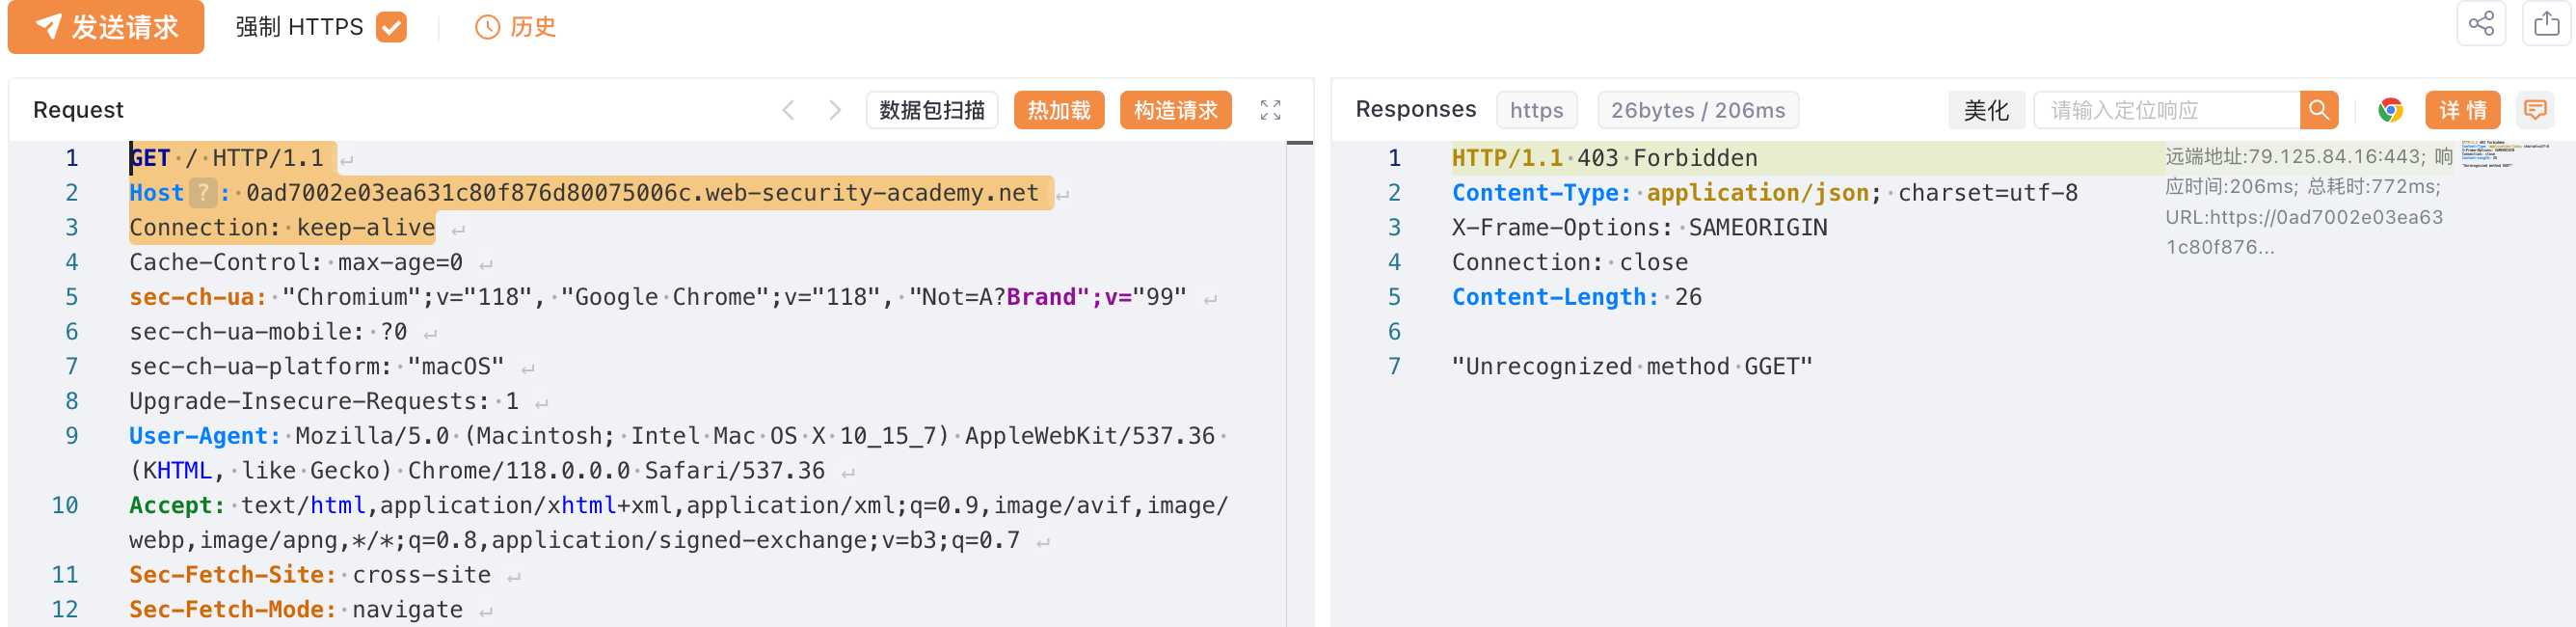 发送请求 强制 HTTPS 历史
Request 数据包扫描 热加载 构造请求
1 GET / HTTP/1.1
2 Host ? : 0ad7002e03ea631c80f876d80075006c.web-security-academy.net
3 Connection: keep-alive
4 Cache-Control: max-age=0
5 sec-ch-ua: "Chromium";v="118", "Google Chrome";v="118", "Not=A?Brand";v="99"
6 sec-ch-ua-mobile: ?0
7 sec-ch-ua-platform: "macOS"
8 Upgrade-Insecure-Requests: 1
9 User-Agent: Mozilla/5.0 (Macintosh; Intel Mac OS X 10_15_7) AppleWebKit/537.36
(KHTML, like Gecko) Chrome/118.0.0.0 Safari/537.36
10 Accept: text/html,application/xhtml+xml,application/xml;q=0.9,image/avif,image/
webp,image/apng,*/*;q=0.8,application/signed-exchange;v=b3;q=0.7
11 Sec-Fetch-Site: cross-site
12 Sec-Fetch-Mode: navigate
Responses https 26bytes / 206ms 美化 请输入定位响应 详情
1 HTTP/1.1 403 Forbidden
2 Content-Type: application/json; charset=utf-8
3 X-Frame-Options: SAMEORIGIN
4 Connection: close
5 Content-Length: 26
6
7 "Unrecognized method GGET"
远端地址:79.125.84.16:443; 响
应时间:206ms; 总耗时:772ms;
URL:https://0ad7002e03ea63
1c80f876...